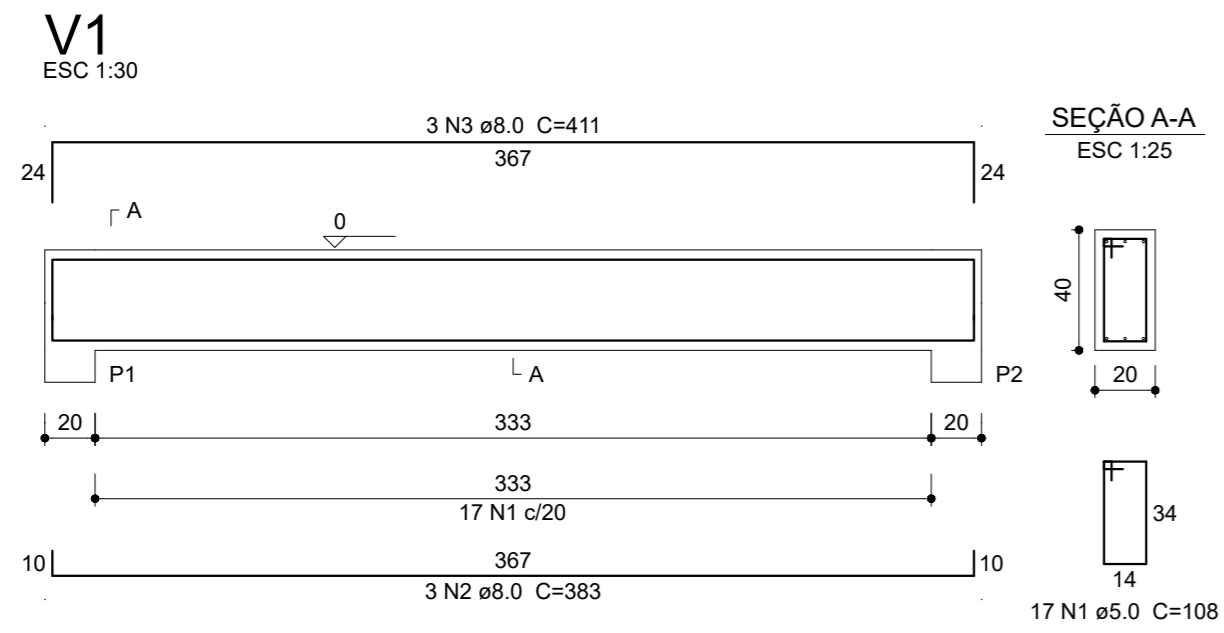 V1
ESC 1:30
3 N3 ø8.0 C=411
367
24
24
SEÇÃO A-A
ESC 1:25
A
0
40
20
P1
A
P2
20
333
20
333
17 N1 c/20
34
14
17 N1 ø5.0 C=108
10
367
10
3 N2 ø8.0 C=383